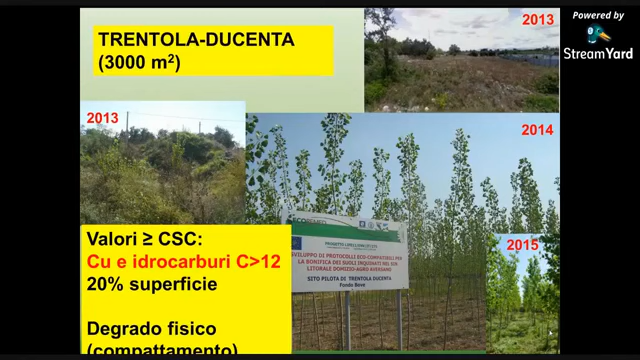 TRENTOLA-DUCENTA
(3000 m²)
2013
Powered by
StreamYard
2013
2014
ECOREMED
SVILUPPO DI PROTOCOLLI ECO-COMPATIBILI PER
LA BONIFICA DEI SUOLI INQUINATI NEL SIN
LITORALE DOMIZIO-AGRO AVERSANO
SITO PILOTA DI TRENTOLA DUCENTA
Fondo Bove
2015
Valori ≥ CSC:
Cu e idrocarburi C>12
20% superficie
Degrado fisico
(compattamento)